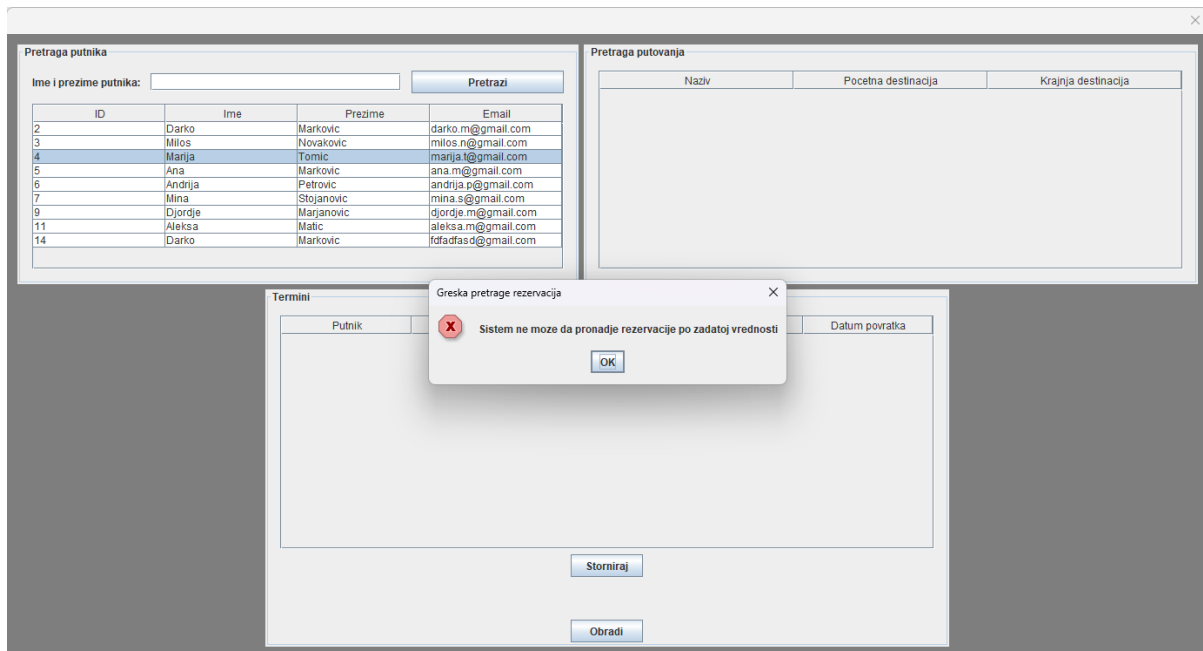 Pretraga putnika
Ime i prezime putnika:
Pretrazi
ID Ime Prezime Email
2 Darko Markovic darko.m@gmail.com
3 Milos Novakovic milos.n@gmail.com
4 Marija Tomic marija.t@gmail.com
5 Ana Markovic ana.m@gmail.com
6 Andrija Petrovic andrija.p@gmail.com
7 Mina Stojanovic mina.s@gmail.com
9 Djordje Marjanovic djordje.m@gmail.com
11 Aleksa Matic aleksa.m@gmail.com
14 Darko Markovic fdfadfasd@gmail.com
Pretraga putovanja
Naziv Pocetna destinacija Krajnja destinacija
Termini
Putnik Datum povratka
Greska pretrage rezervacija
Sistem ne moze da pronadje rezervacije po zadatoj vrednosti
OK
Storniraj
Obradi